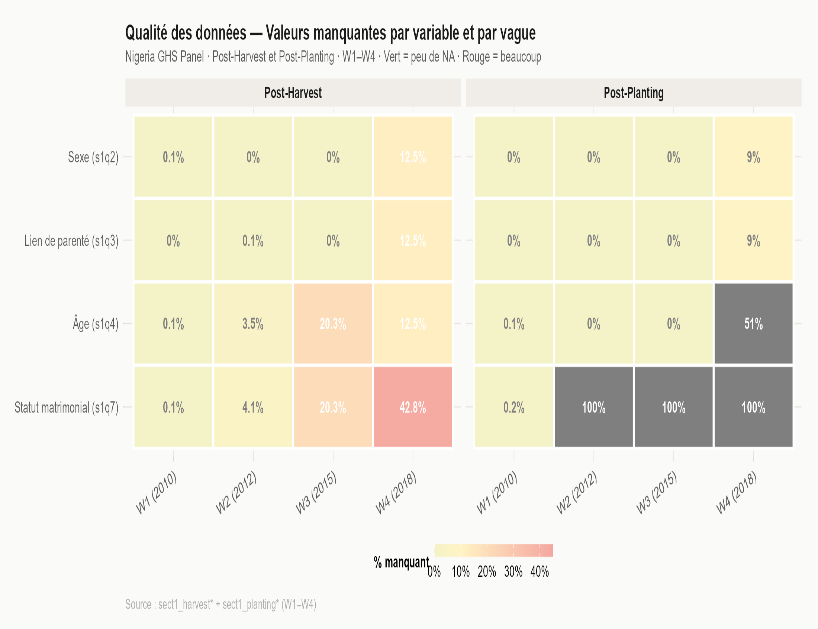 Qualité des données — Valeurs manquantes par variable et par vague
Nigeria GHS Panel · Post-Harvest et Post-Planting · W1–W4 · Vert = peu de NA · Rouge = beaucoup
Post-Harvest Post-Planting
Sexe (s1q2) 0.1% 0% 0% 12.5% 0% 0% 0% 9%
Lien de parenté (s1q3) 0% 0.1% 0% 12.5% 0% 0% 0% 9%
Âge (s1q4) 0.1% 3.5% 20.3% 12.5% 0.1% 0% 0% 51%
Statut matrimonial (s1q7) 0.1% 4.1% 20.3% 42.8% 0.2% 100% 100% 100%
W1 (2010) W2 (2012) W3 (2015) W4 (2018) W1 (2010) W2 (2012) W3 (2015) W4 (2018)
% manquant
0% 10% 20% 30% 40%
Source : sect1_harvest* + sect1_planting* (W1–W4)